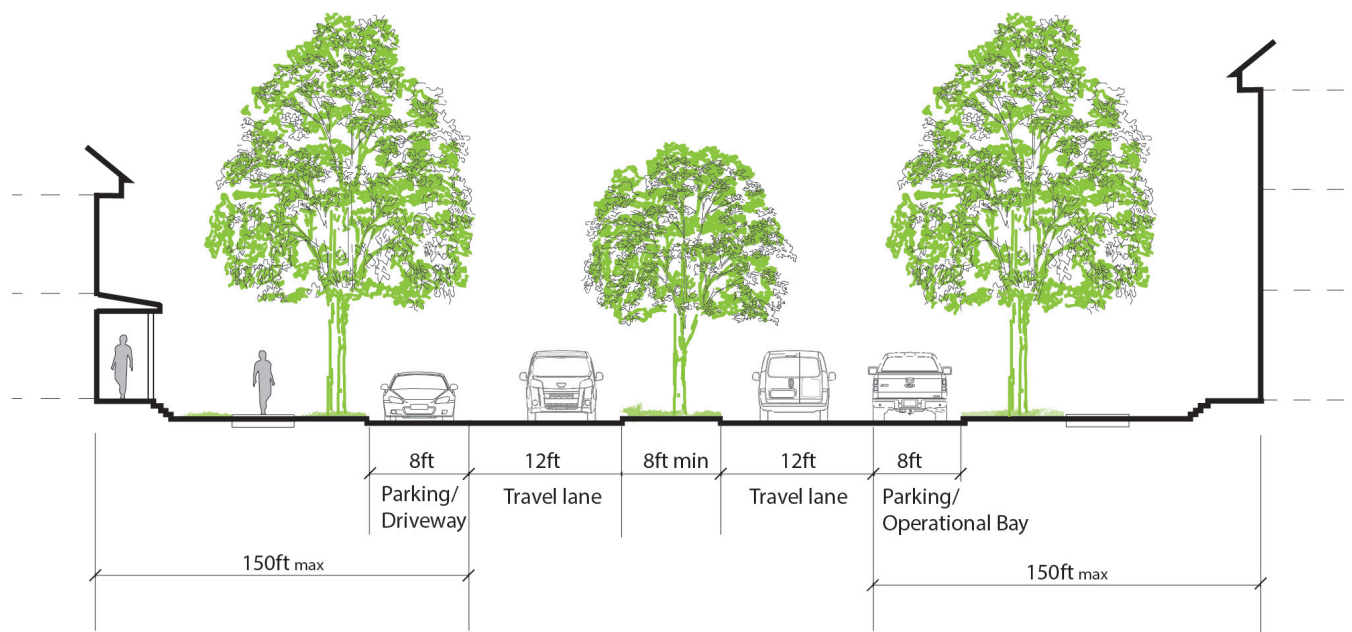 8ft
12ft
8ft min
12ft
8ft
Parking/
Driveway
Travel lane
Travel lane
Parking/
Operational Bay
150ft max
150ft max